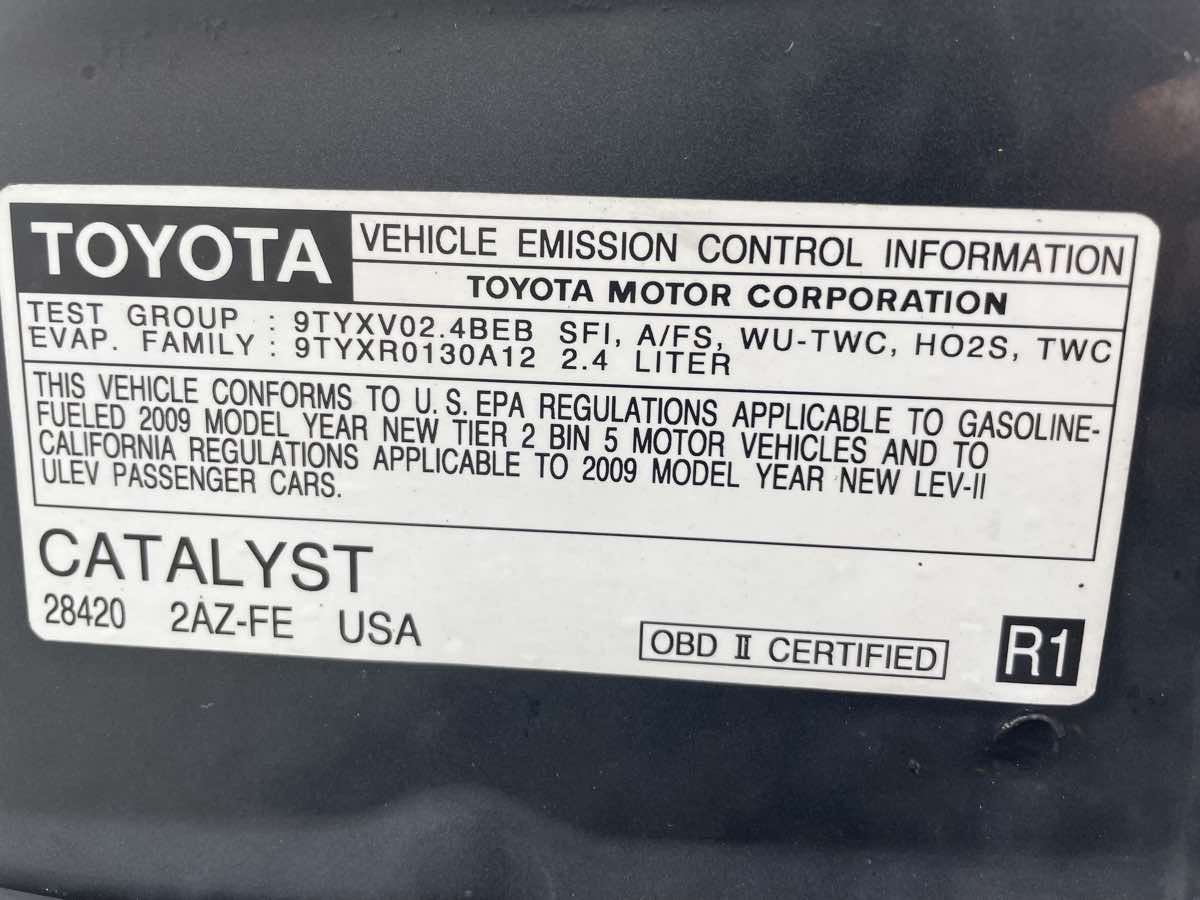 TOYOTA VEHICLE EMISSION CONTROL INFORMATION
TOYOTA MOTOR CORPORATION
TEST GROUP : 9TYXV02.4BEB SFI, A/FS, WU-TWC, HO2S, TWC
EVAP. FAMILY : 9TYXR0130A12 2.4 LITER
THIS VEHICLE CONFORMS TO U.S.EPA REGULATIONS APPLICABLE TO GASOLINE-
FUELED 2009 MODEL YEAR NEW TIER 2 BIN 5 MOTOR VEHICLES AND TO
CALIFORNIA REGULATIONS APPLICABLE TO 2009 MODEL YEAR NEW LEV-II
ULEV PASSENGER CARS.
CATALYST
28420 2AZ-FE USA
OBD II CERTIFIED R1